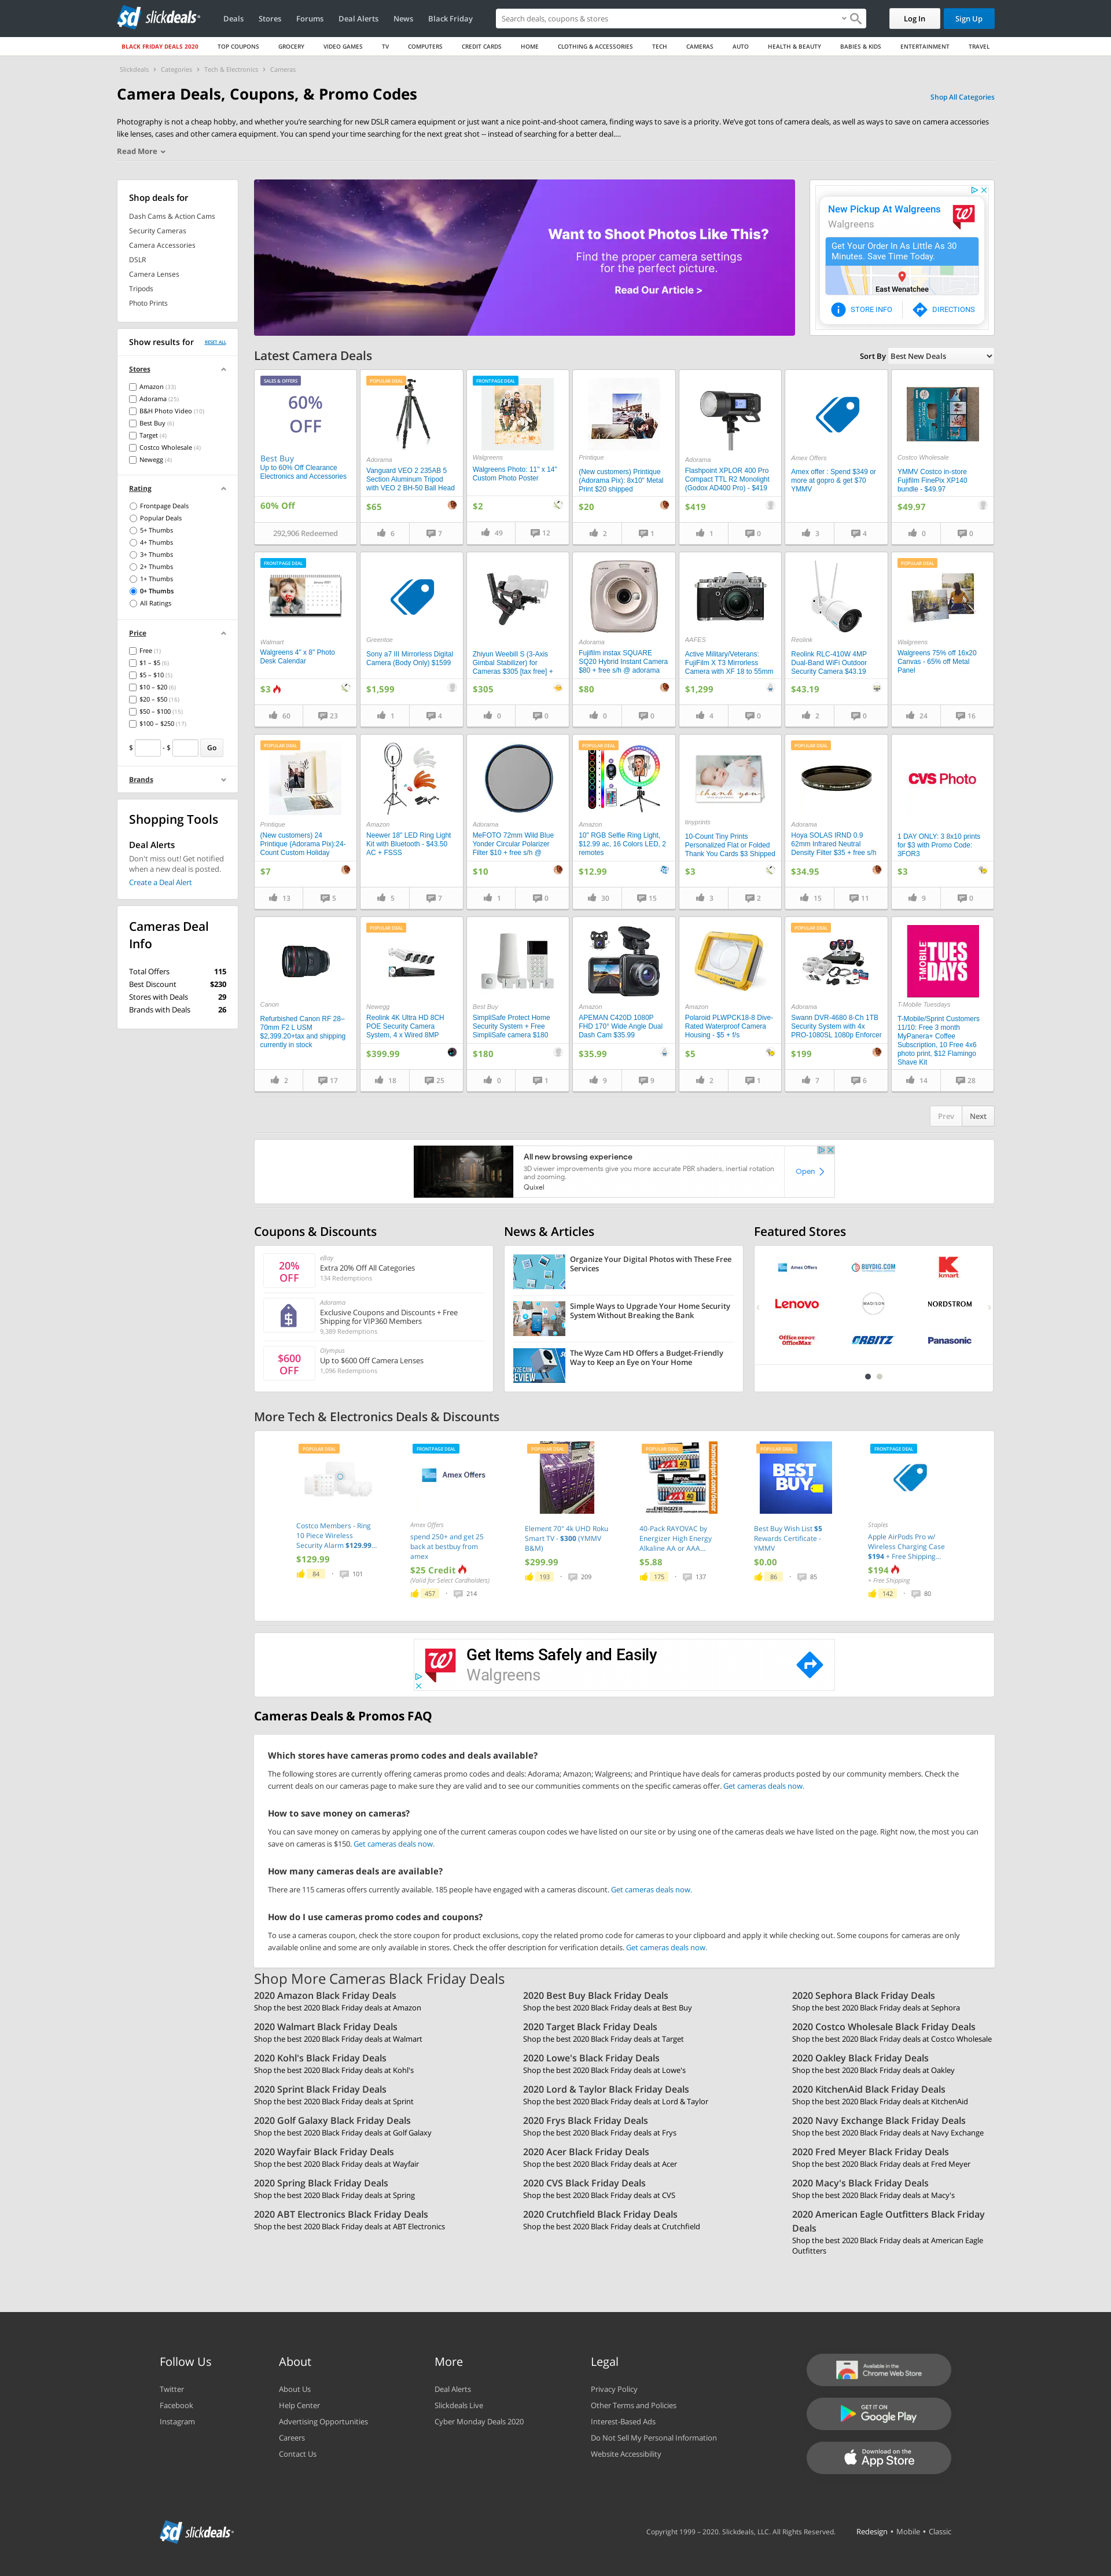 slickdeals
Deals Stores Forums Deal Alerts News Black Friday
Search deals, coupons & stores
Log In Sign Up
BLACK FRIDAY DEALS 2020 TOP COUPONS GROCERY VIDEO GAMES TV COMPUTERS CREDIT CARDS HOME CLOTHING & ACCESSORIES TECH CAMERAS AUTO HEALTH & BEAUTY BABIES & KIDS ENTERTAINMENT TRAVEL
Slickdeals Categories Tech & Electronics Cameras
Camera Deals, Coupons, & Promo Codes
Shop All Categories
Photography is not a cheap hobby, and whether you're searching for new DSLR camera equipment or just want a nice point-and-shoot camera, finding ways to save is a priority. We've got tons of camera deals, as well as ways to save on camera accessories
like lenses, cases and other camera equipment. You can spend your time searching for the next great shot -- instead of searching for a better deal....
Read More
Shop deals for
Dash Cams & Action Cams
Security Cameras
Camera Accessories
DSLR
Camera Lenses
Tripods
Photo Prints
Show results for RESET ALL
Stores
Amazon (33)
Adorama (25)
B&H Photo Video (10)
Best Buy (6)
Target (4)
Costco Wholesale (4)
Newegg (4)
Rating
Frontpage Deals
Popular Deals
5+ Thumbs
4+ Thumbs
3+ Thumbs
2+ Thumbs
1+ Thumbs
0+ Thumbs
All Ratings
Price
Free (1)
$1 – $5 (6)
$5 – $10 (5)
$10 – $20 (6)
$20 – $50 (16)
$50 – $100 (15)
$100 – $250 (17)
$ - $ Go
Brands
Shopping Tools
Deal Alerts
Don't miss out! Get notified
when a new deal is posted.
Create a Deal Alert
Cameras Deal
Info
Total Offers 115
Best Discount $230
Stores with Deals 29
Brands with Deals 26
Want to Shoot Photos Like This?
Find the proper camera settings
for the perfect picture.
Read Our Article >
New Pickup At Walgreens
Walgreens
Get Your Order In As Little As 30
Minutes. Save Time Today.
East Wenatchee
STORE INFO DIRECTIONS
Latest Camera Deals
Sort By Best New Deals
SALES & OFFERS
60%
OFF
Best Buy
Up to 60% Off Clearance
Electronics and Accessories
60% Off
292,906 Redeemed
POPULAR DEAL
Adorama
Vanguard VEO 2 235AB 5
Section Aluminum Tripod
with VEO 2 BH-50 Ball Head
$65
6 7
FRONTPAGE DEAL
Walgreens
Walgreens Photo: 11" x 14"
Custom Photo Poster
$2
49 12
Printique
(New customers) Printique
(Adorama Pix): 8x10" Metal
Print $20 shipped
$20
2 1
Adorama
Flashpoint XPLOR 400 Pro
Compact TTL R2 Monolight
(Godox AD400 Pro) - $419
$419
1 0
Amex Offers
Amex offer : Spend $349 or
more at gopro & get $70
YMMV
3 4
Costco Wholesale
YMMV Costco in-store
Fujifilm FinePix XP140
bundle - $49.97
$49.97
0 0
FRONTPAGE DEAL
Walmart
Walgreens 4" x 8" Photo
Desk Calendar
$3
60 23
Greentoe
Sony a7 III Mirrorless Digital
Camera (Body Only) $1599
$1,599
1 4
Zhiyun Weebill S (3-Axis
Gimbal Stabilizer) for
Cameras $305 [tax free] +
$305
0 0
Adorama
Fujifilm instax SQUARE
SQ20 Hybrid Instant Camera
$80 + free s/h @ adorama
$80
0 0
AAFES
Active Military/Veterans:
FujiFilm X T3 Mirrorless
Camera with XF 18 to 55mm
$1,299
4 0
Reolink
Reolink RLC-410W 4MP
Dual-Band WiFi Outdoor
Security Camera $43.19
$43.19
2 0
POPULAR DEAL
Walgreens
Walgreens 75% off 16x20
Canvas - 65% off Metal
Panel
24 16
POPULAR DEAL
Printique
(New customers) 24
Printique (Adorama Pix):24-
Count Custom Holiday
$7
13 5
Amazon
Neewer 18" LED Ring Light
Kit with Bluetooth - $43.50
AC + FSSS
5 7
Adorama
MeFOTO 72mm Wild Blue
Yonder Circular Polarizer
Filter $10 + free s/h @
$10
1 0
POPULAR DEAL
Amazon
10" RGB Selfie Ring Light,
$12.99 ac, 16 Colors LED, 2
remotes
$12.99
30 15
thank you
tinyprints
10-Count Tiny Prints
Personalized Flat or Folded
Thank You Cards $3 Shipped
$3
3 2
POPULAR DEAL
Adorama
Hoya SOLAS IRND 0.9
62mm Infrared Neutral
Density Filter $35 + free s/h
$34.95
15 11
CVS Photo
1 DAY ONLY: 3 8x10 prints
for $3 with Promo Code:
3FOR3
$3
9 0
Canon
Refurbished Canon RF 28–
70mm F2 L USM
$2,399.20+tax and shipping
currently in stock
2 17
POPULAR DEAL
Newegg
Reolink 4K Ultra HD 8CH
POE Security Camera
System, 4 x Wired 8MP
$399.99
18 25
Best Buy
SimpliSafe Protect Home
Security System + Free
SimpliSafe camera $180
$180
0 1
Amazon
APEMAN C420D 1080P
FHD 170° Wide Angle Dual
Dash Cam $35.99
$35.99
9 9
Amazon
Polaroid PLWPCK18-8 Dive-
Rated Waterproof Camera
Housing - $5 + f/s
$5
2 1
POPULAR DEAL
Adorama
Swann DVR-4680 8-Ch 1TB
Security System with 4x
PRO-1080SL 1080p Enforcer
$199
7 6
T-MOBILE TUESDAYS
T-Mobile Tuesdays
T-Mobile/Sprint Customers
11/10: Free 3 month
MyPanera+ Coffee
Subscription, 10 Free 4x6
photo print, $12 Flamingo
Shave Kit
14 28
Prev Next
All new browsing experience
3D viewer improvements give you more accurate PBR shaders, inertial rotation
and zooming.
Quixel
Open
Coupons & Discounts
20%
OFF
eBay
Extra 20% Off All Categories
134 Redemptions
Adorama
Exclusive Coupons and Discounts + Free
Shipping for VIP360 Members
9,389 Redemptions
$600
OFF
Olympus
Up to $600 Off Camera Lenses
1,096 Redemptions
News & Articles
Organize Your Digital Photos with These Free
Services
Simple Ways to Upgrade Your Home Security
System Without Breaking the Bank
The Wyze Cam HD Offers a Budget-Friendly
Way to Keep an Eye on Your Home
Featured Stores
Amex Offers BUYDIG.COM Kmart
Lenovo MADISON NORDSTROM
Office DEPOT OfficeMax ORBITZ Panasonic
More Tech & Electronics Deals & Discounts
POPULAR DEAL
Costco Members - Ring
10 Piece Wireless
Security Alarm $129.99...
$129.99
84 101
FRONTPAGE DEAL
Amex Offers
Amex Offers
spend 250+ and get 25
back at bestbuy from
amex
$25 Credit
(Valid for Select Cardholders)
457 214
POPULAR DEAL
Element 70" 4k UHD Roku
Smart TV - $300 (YMMV
B&M)
$299.99
193 209
POPULAR DEAL
40-Pack RAYOVAC by
Energizer High Energy
Alkaline AA or AAA...
$5.88
175 137
POPULAR DEAL
BEST BUY
Best Buy Wish List $5
Rewards Certificate -
YMMV
$0.00
86 85
FRONTPAGE DEAL
Staples
Apple AirPods Pro w/
Wireless Charging Case
$194 + Free Shipping...
$194
+ Free Shipping
142 80
Get Items Safely and Easily
Walgreens
Cameras Deals & Promos FAQ
Which stores have cameras promo codes and deals available?
The following stores are currently offering cameras promo codes and deals: Adorama; Amazon; Walgreens; and Printique have deals for cameras products posted by our community members. Check the
current deals on our cameras page to make sure they are valid and to see our communities comments on the specific cameras offer. Get cameras deals now.
How to save money on cameras?
You can save money on cameras by applying one of the current cameras coupon codes we have listed on our site or by using one of the cameras deals we have listed on the page. Right now, the most you can
save on cameras is $150. Get cameras deals now.
How many cameras deals are available?
There are 115 cameras offers currently available. 185 people have engaged with a cameras discount. Get cameras deals now.
How do I use cameras promo codes and coupons?
To use a cameras coupon, check the store coupon for product exclusions, copy the related promo code for cameras to your clipboard and apply it while checking out. Some coupons for cameras are only
available online and some are only available in stores. Check the offer description for verification details. Get cameras deals now.
Shop More Cameras Black Friday Deals
2020 Amazon Black Friday Deals
Shop the best 2020 Black Friday deals at Amazon
2020 Best Buy Black Friday Deals
Shop the best 2020 Black Friday deals at Best Buy
2020 Sephora Black Friday Deals
Shop the best 2020 Black Friday deals at Sephora
2020 Walmart Black Friday Deals
Shop the best 2020 Black Friday deals at Walmart
2020 Target Black Friday Deals
Shop the best 2020 Black Friday deals at Target
2020 Costco Wholesale Black Friday Deals
Shop the best 2020 Black Friday deals at Costco Wholesale
2020 Kohl's Black Friday Deals
Shop the best 2020 Black Friday deals at Kohl's
2020 Lowe's Black Friday Deals
Shop the best 2020 Black Friday deals at Lowe's
2020 Oakley Black Friday Deals
Shop the best 2020 Black Friday deals at Oakley
2020 Sprint Black Friday Deals
Shop the best 2020 Black Friday deals at Sprint
2020 Lord & Taylor Black Friday Deals
Shop the best 2020 Black Friday deals at Lord & Taylor
2020 KitchenAid Black Friday Deals
Shop the best 2020 Black Friday deals at KitchenAid
2020 Golf Galaxy Black Friday Deals
Shop the best 2020 Black Friday deals at Golf Galaxy
2020 Frys Black Friday Deals
Shop the best 2020 Black Friday deals at Frys
2020 Navy Exchange Black Friday Deals
Shop the best 2020 Black Friday deals at Navy Exchange
2020 Wayfair Black Friday Deals
Shop the best 2020 Black Friday deals at Wayfair
2020 Acer Black Friday Deals
Shop the best 2020 Black Friday deals at Acer
2020 Fred Meyer Black Friday Deals
Shop the best 2020 Black Friday deals at Fred Meyer
2020 Spring Black Friday Deals
Shop the best 2020 Black Friday deals at Spring
2020 CVS Black Friday Deals
Shop the best 2020 Black Friday deals at CVS
2020 Macy's Black Friday Deals
Shop the best 2020 Black Friday deals at Macy's
2020 ABT Electronics Black Friday Deals
Shop the best 2020 Black Friday deals at ABT Electronics
2020 Crutchfield Black Friday Deals
Shop the best 2020 Black Friday deals at Crutchfield
2020 American Eagle Outfitters Black Friday
Deals
Shop the best 2020 Black Friday deals at American Eagle
Outfitters
Follow Us
Twitter
Facebook
Instagram
About
About Us
Help Center
Advertising Opportunities
Careers
Contact Us
More
Deal Alerts
Slickdeals Live
Cyber Monday Deals 2020
Legal
Privacy Policy
Other Terms and Policies
Interest-Based Ads
Do Not Sell My Personal Information
Website Accessibility
Available in the
Chrome Web Store
GET IT ON
Google Play
Download on the
App Store
slickdeals
Copyright 1999 – 2020. Slickdeals, LLC. All Rights Reserved. Redesign • Mobile • Classic